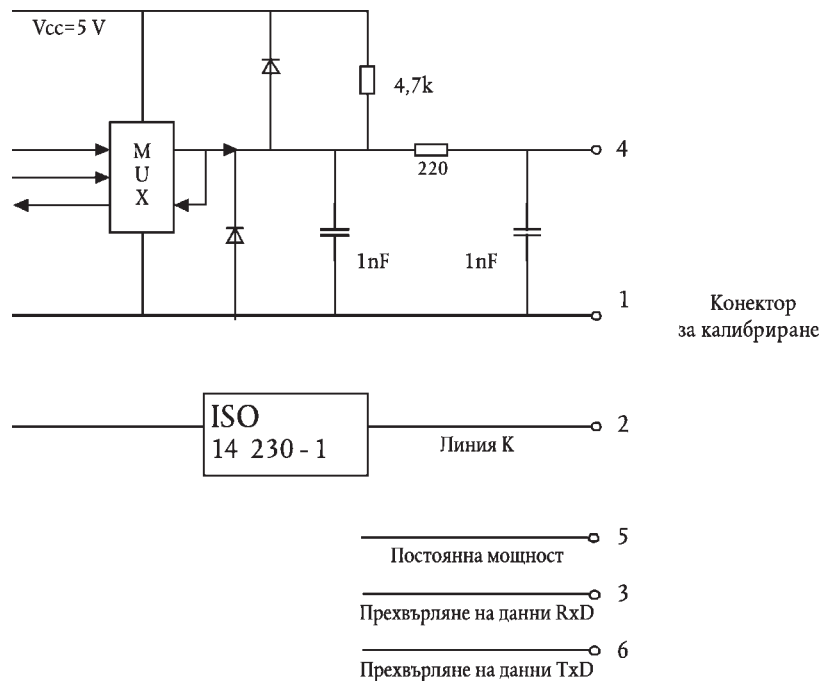 Vcc=5 V
4,7k
M
U
X
4
220
1nF
1nF
1
Конектор
за калибриране
ISO
14 230 - 1
2
Линия K
5
Постоянна мощност
3
Прехвърляне на данни RxD
6
Прехвърляне на данни TxD